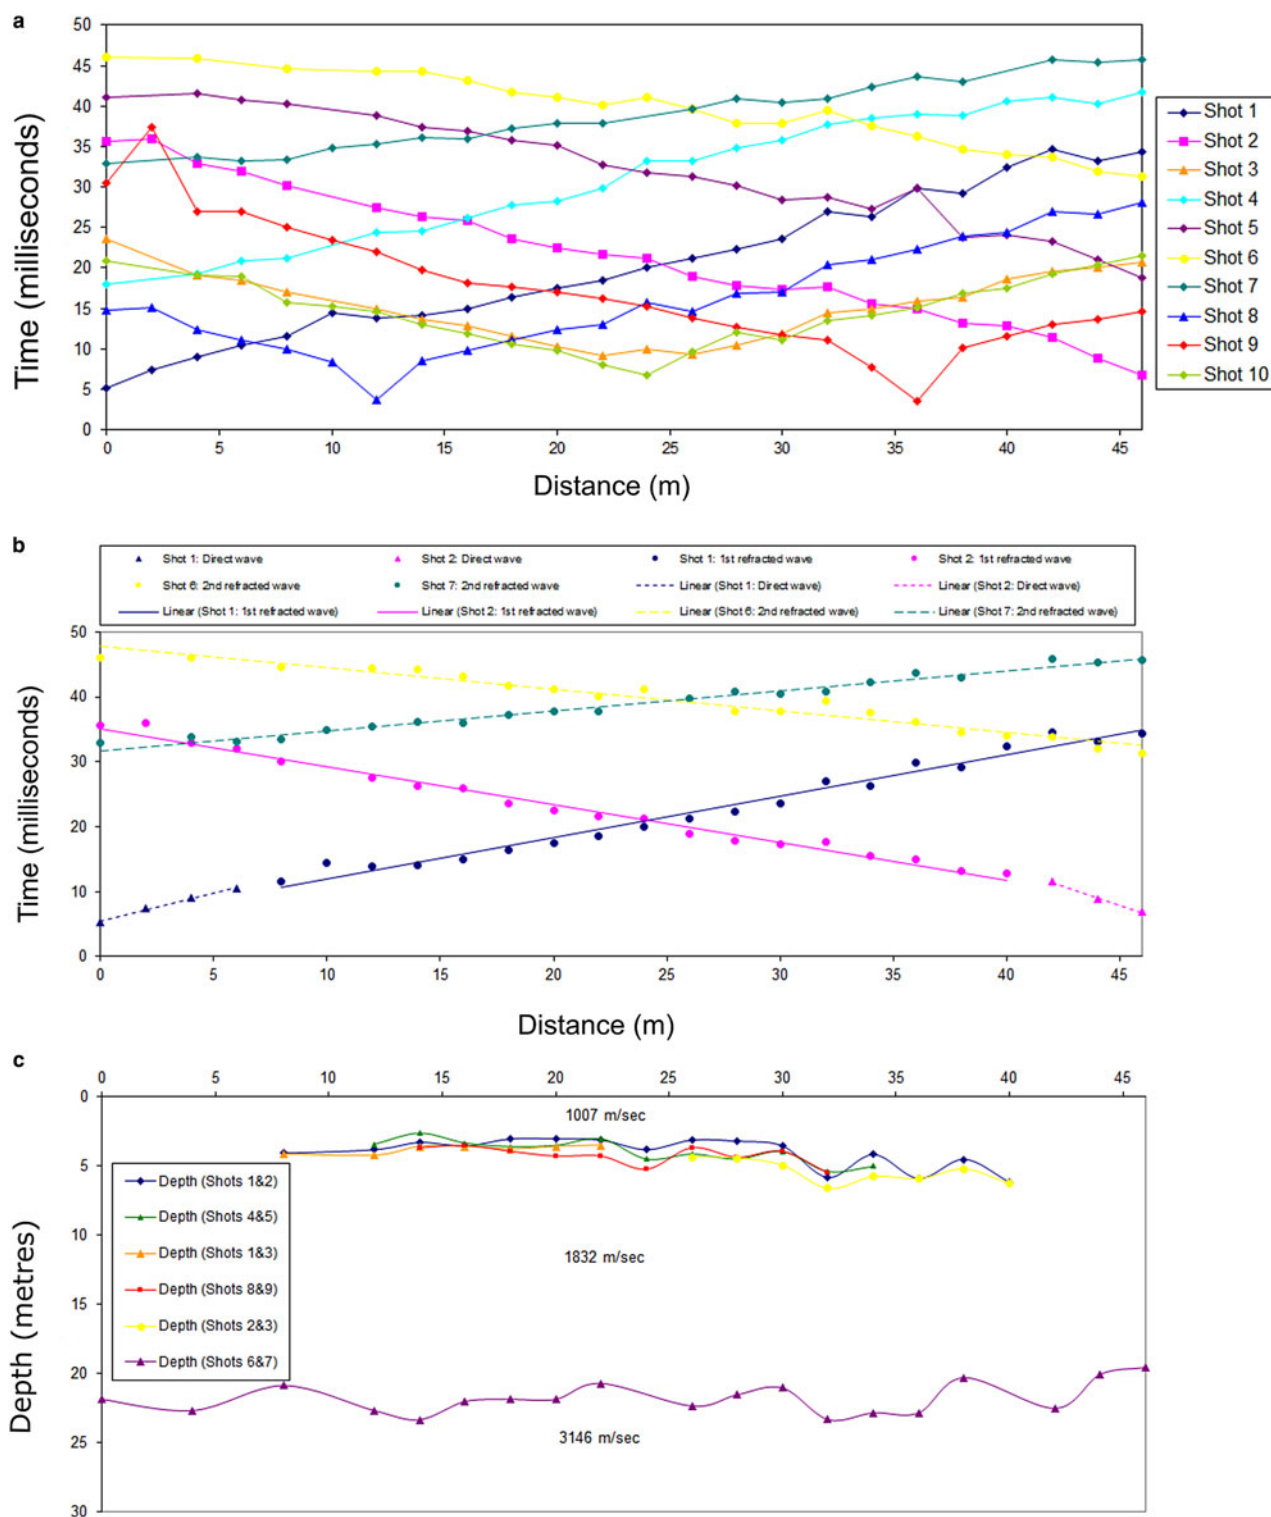 a
50
45
40
35
30
25
20
15
10
5
0
Time (milliseconds)
0 5 10 15 20 25 30 35 40 45
Distance (m)
Shot 1
Shot 2
Shot 3
Shot 4
Shot 5
Shot 6
Shot 7
Shot 8
Shot 9
Shot 10
b
Shot 1: Direct wave Shot 2: Direct wave Shot 1: 1st refracted wave Shot 2: 1st refracted wave
Shot 6: 2nd refracted wave Shot 7: 2nd refracted wave Linear (Shot 1: Direct wave) Linear (Shot 2: Direct wave)
Linear (Shot 1: 1st refracted wave) Linear (Shot 2: 1st refracted wave) Linear (Shot 6: 2nd refracted wave) Linear (Shot 7: 2nd refracted wave)
50
40
30
20
10
0
Time (milliseconds)
0 5 10 15 20 25 30 35 40 45
Distance (m)
c
0 5 10 15 20 25 30 35 40 45
0
5
10
15
20
25
30
Depth (metres)
1007 m/sec
1832 m/sec
3146 m/sec
Depth (Shots 1&2)
Depth (Shots 4&5)
Depth (Shots 1&3)
Depth (Shots 8&9)
Depth (Shots 2&3)
Depth (Shots 6&7)